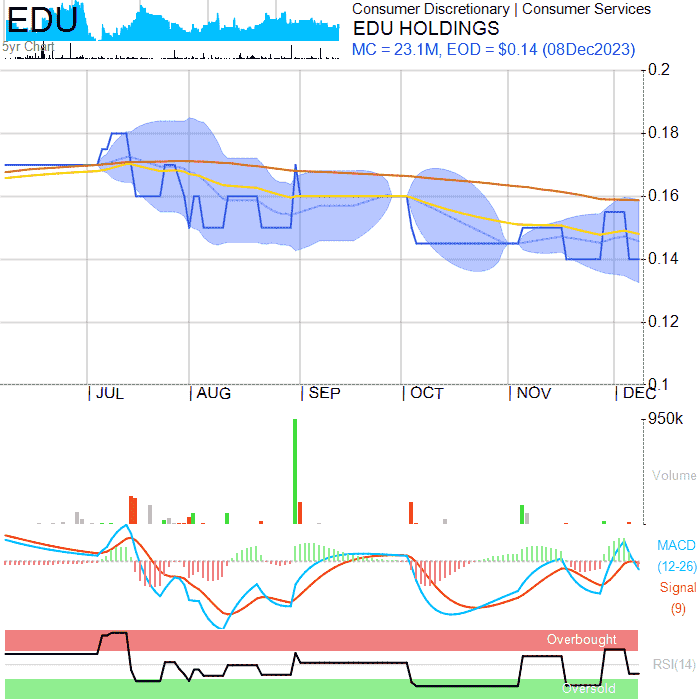 EDU
5yr Chart
Consumer Discretionary | Consumer Services
EDU HOLDINGS
MC = 23.1M, EOD = $0.14 (08Dec2023)
0.2
0.18
0.16
0.14
0.12
0.1
JUL AUG SEP OCT NOV DEC
950k
Volume
MACD
(12-26)
Signal
(9)
Overbought
RSI(14)
Oversold